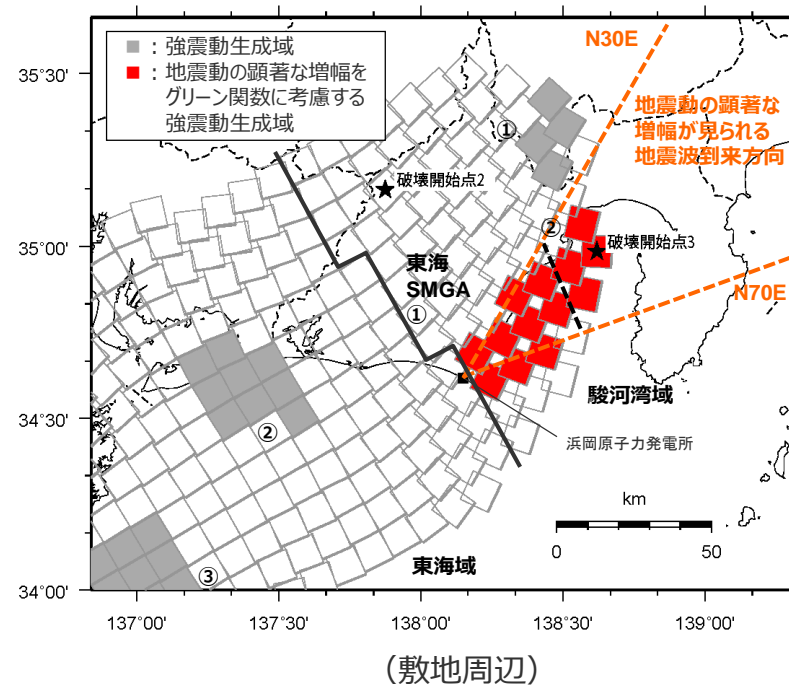 ■：強震動生成域
■：地震動の顕著な増幅を
グリーン関数に考慮する
強震動生成域
N30E
地震動の顕著な
増幅が見られる
地震波到来方向
35°30'
①
破壊開始点2
②
破壊開始点3
35°00'
東海
SMGA
①
N70E
駿河湾域
34°30'
②
浜岡原子力発電所
km
0
50
東海域
③
34°00'
137°00'
137°30'
138°00'
138°30'
139°00'
（敷地周辺）